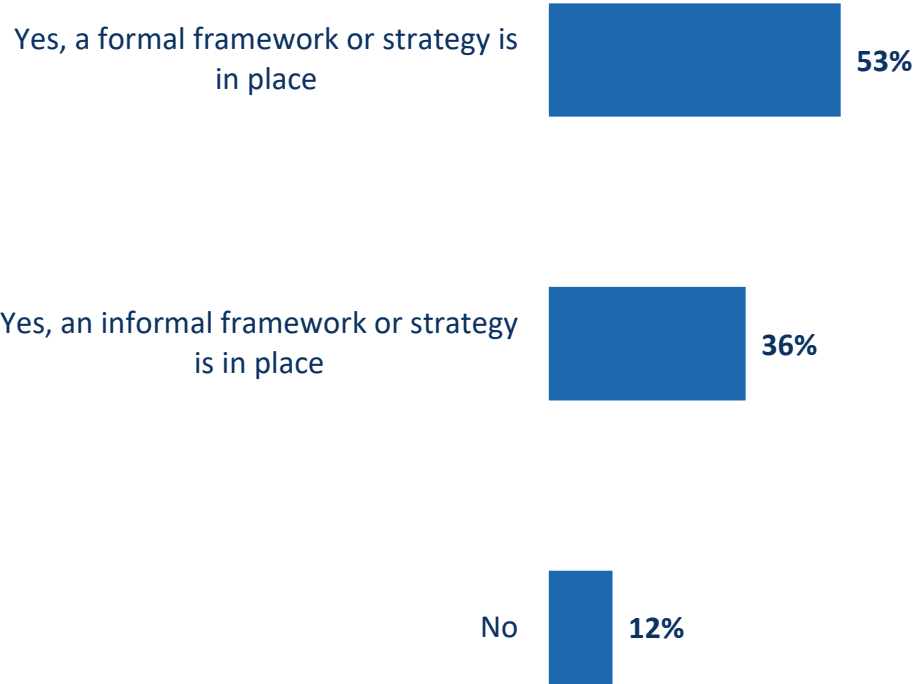 Yes, a formal framework or strategy is
in place
53%
Yes, an informal framework or strategy
is in place
36%
No
12%